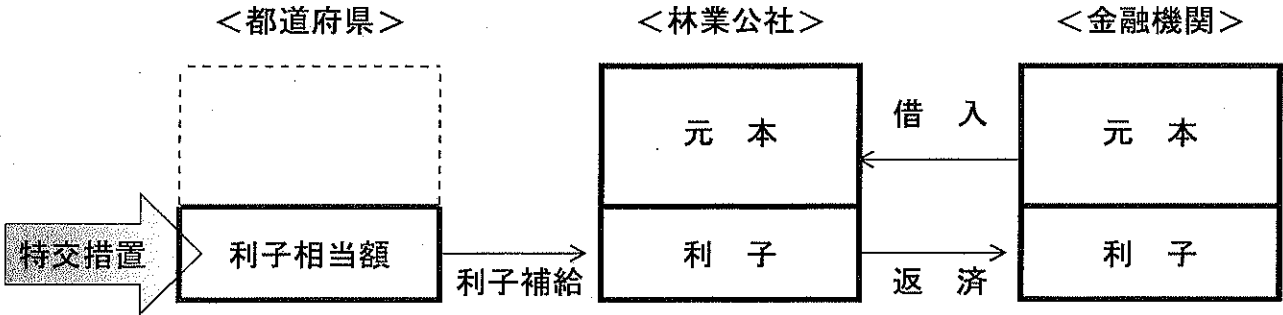 ＜都道府県＞
＜林業公社＞
＜金融機関＞
元　本
借　入
元　本
特交措置
利子相当額
利子補給
利　子
返　済
利　子